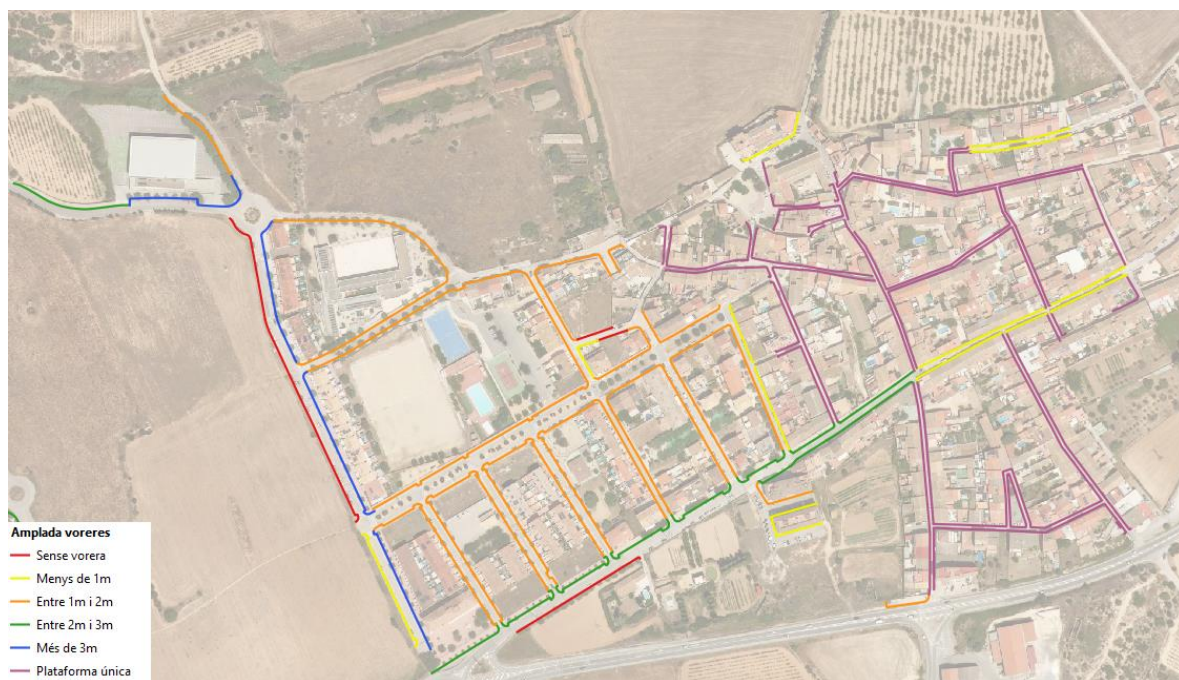 Amplada voreres
Sense vorera
Menys de 1m
Entre 1m i 2m
Entre 2m i 3m
Més de 3m
Plataforma única